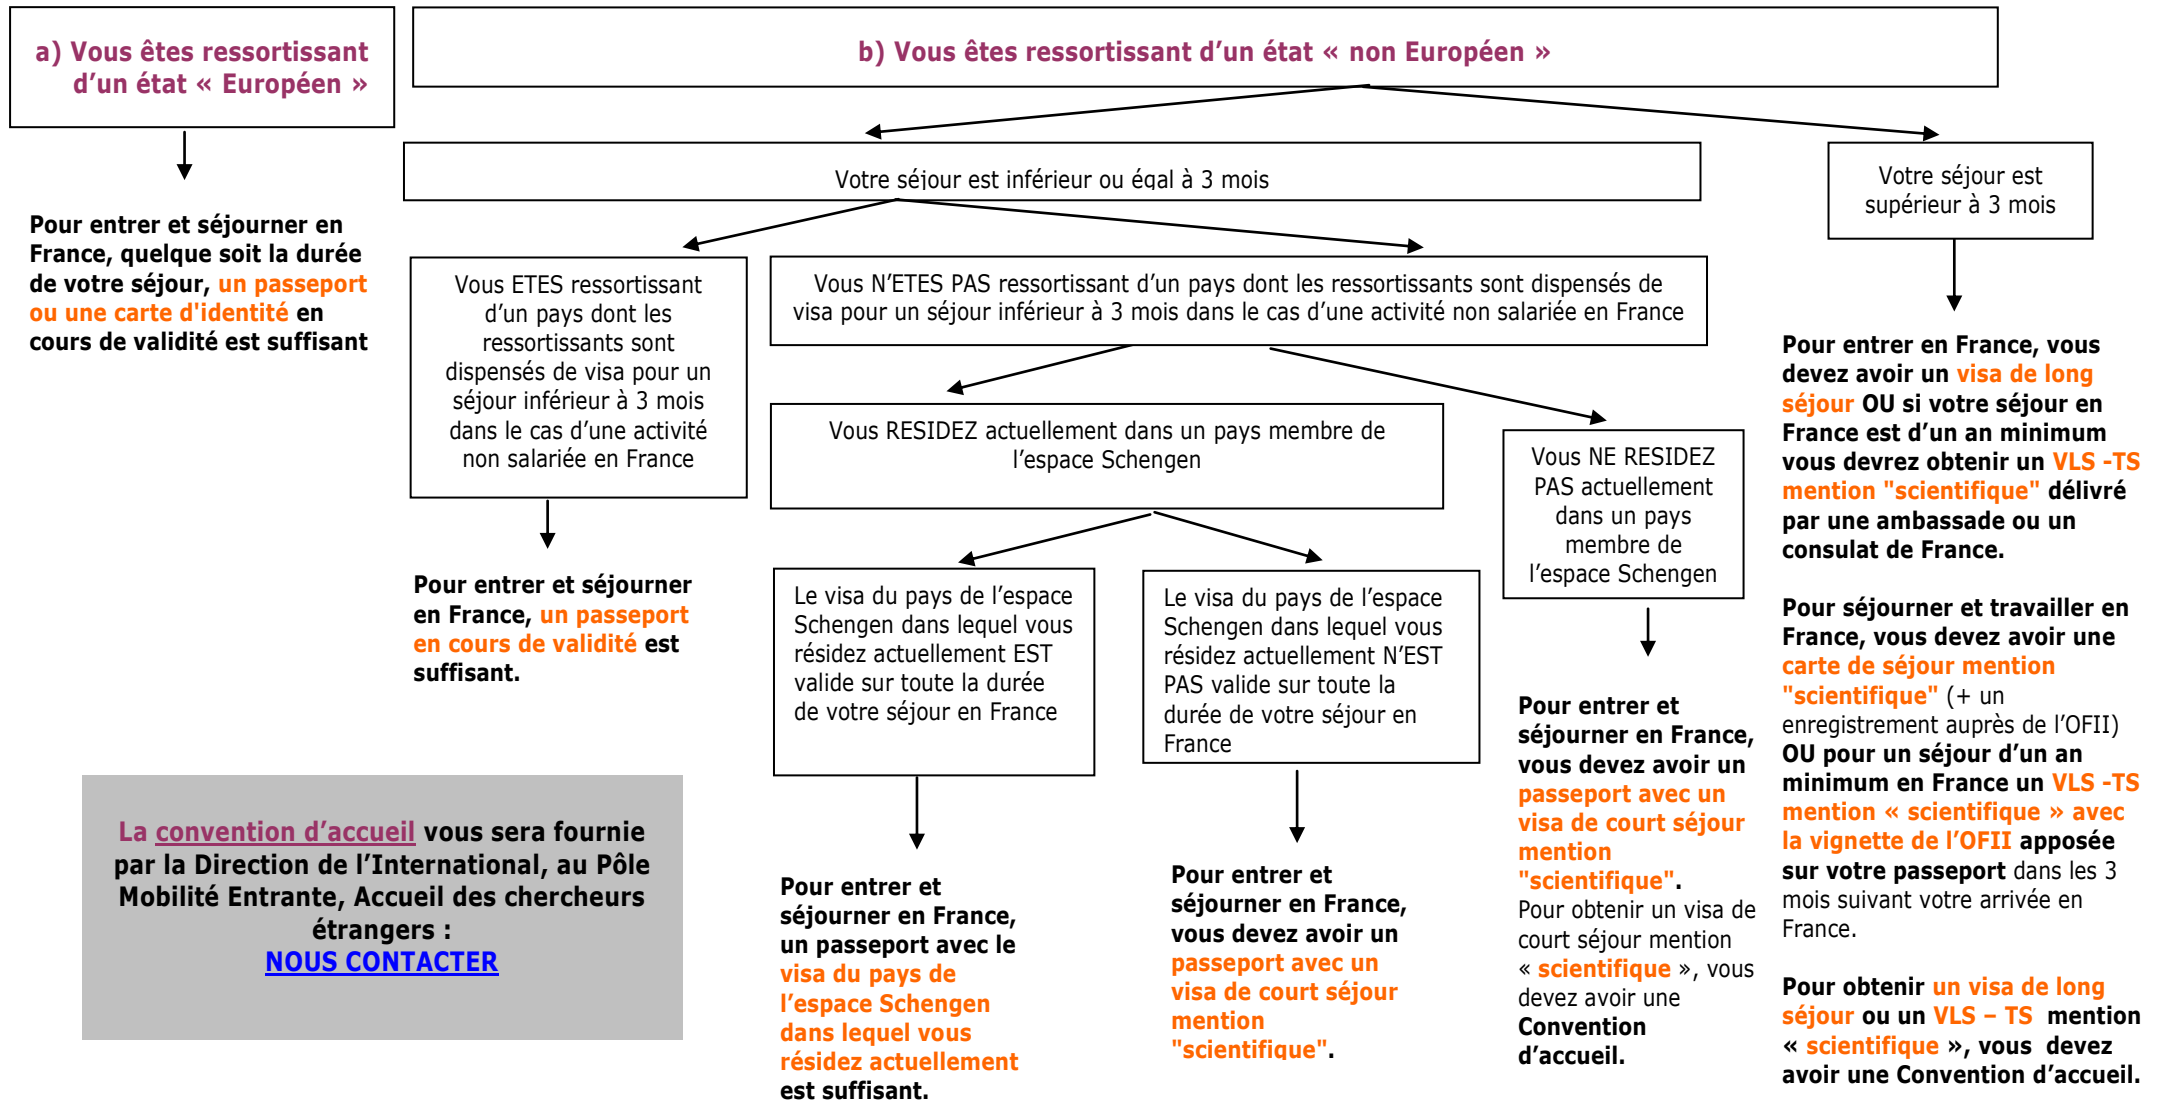 a) Vous êtes ressortissant
d’un état « Européen »
b) Vous êtes ressortissant d’un état « non Européen »
Votre séjour est inférieur ou égal à 3 mois
Votre séjour est
supérieur à 3 mois
Pour entrer et séjourner en
France, quelque soit la durée
de votre séjour, un passeport
ou une carte d'identité en
cours de validité est suffisant
Vous ETES ressortissant
d’un pays dont les
ressortissants sont
dispensés de visa pour un
séjour inférieur à 3 mois
dans le cas d’une activité
non salariée en France
Vous N’ETES PAS ressortissant d’un pays dont les ressortissants sont dispensés de
visa pour un séjour inférieur à 3 mois dans le cas d’une activité non salariée en France
Vous RESIDEZ actuellement dans un pays membre de
l’espace Schengen
Vous NE RESIDEZ
PAS actuellement
dans un pays
membre de
l’espace Schengen
Pour entrer et séjourner
en France, un passeport
en cours de validité est
suffisant.
Le visa du pays de l’espace
Schengen dans lequel vous
résidez actuellement EST
valide sur toute la durée
de votre séjour en France
Le visa du pays de l’espace
Schengen dans lequel vous
résidez actuellement N’EST
PAS valide sur toute la
durée de votre séjour en
France
Pour entrer et
séjourner en France,
un passeport avec le
visa du pays de
l’espace Schengen
dans lequel vous
résidez actuellement
est suffisant.
Pour entrer et
séjourner en France,
vous devez avoir un
passeport avec un
visa de court séjour
mention
"scientifique".
Pour entrer et
séjourner en France,
vous devez avoir un
passeport avec un
visa de court séjour
mention
"scientifique".
Pour obtenir un visa de
court séjour mention
« scientifique », vous
devez avoir une
Convention
d’accueil.
Pour entrer en France, vous
devez avoir un visa de long
séjour OU si votre séjour en
France est d’un an minimum
vous devrez obtenir un VLS -TS
mention "scientifique" délivré
par une ambassade ou un
consulat de France.
Pour séjourner et travailler en
France, vous devez avoir une
carte de séjour mention
"scientifique" (+ un
enregistrement auprès de l’OFII)
OU pour un séjour d’un an
minimum en France un VLS -TS
mention « scientifique » avec
la vignette de l’OFII apposée
sur votre passeport dans les 3
mois suivant votre arrivée en
France.
Pour obtenir un visa de long
séjour ou un VLS – TS mention
« scientifique », vous devez
avoir une Convention d’accueil.
La convention d’accueil vous sera fournie
par la Direction de l’International, au Pôle
Mobilité Entrante, Accueil des chercheurs
étrangers :
NOUS CONTACTER